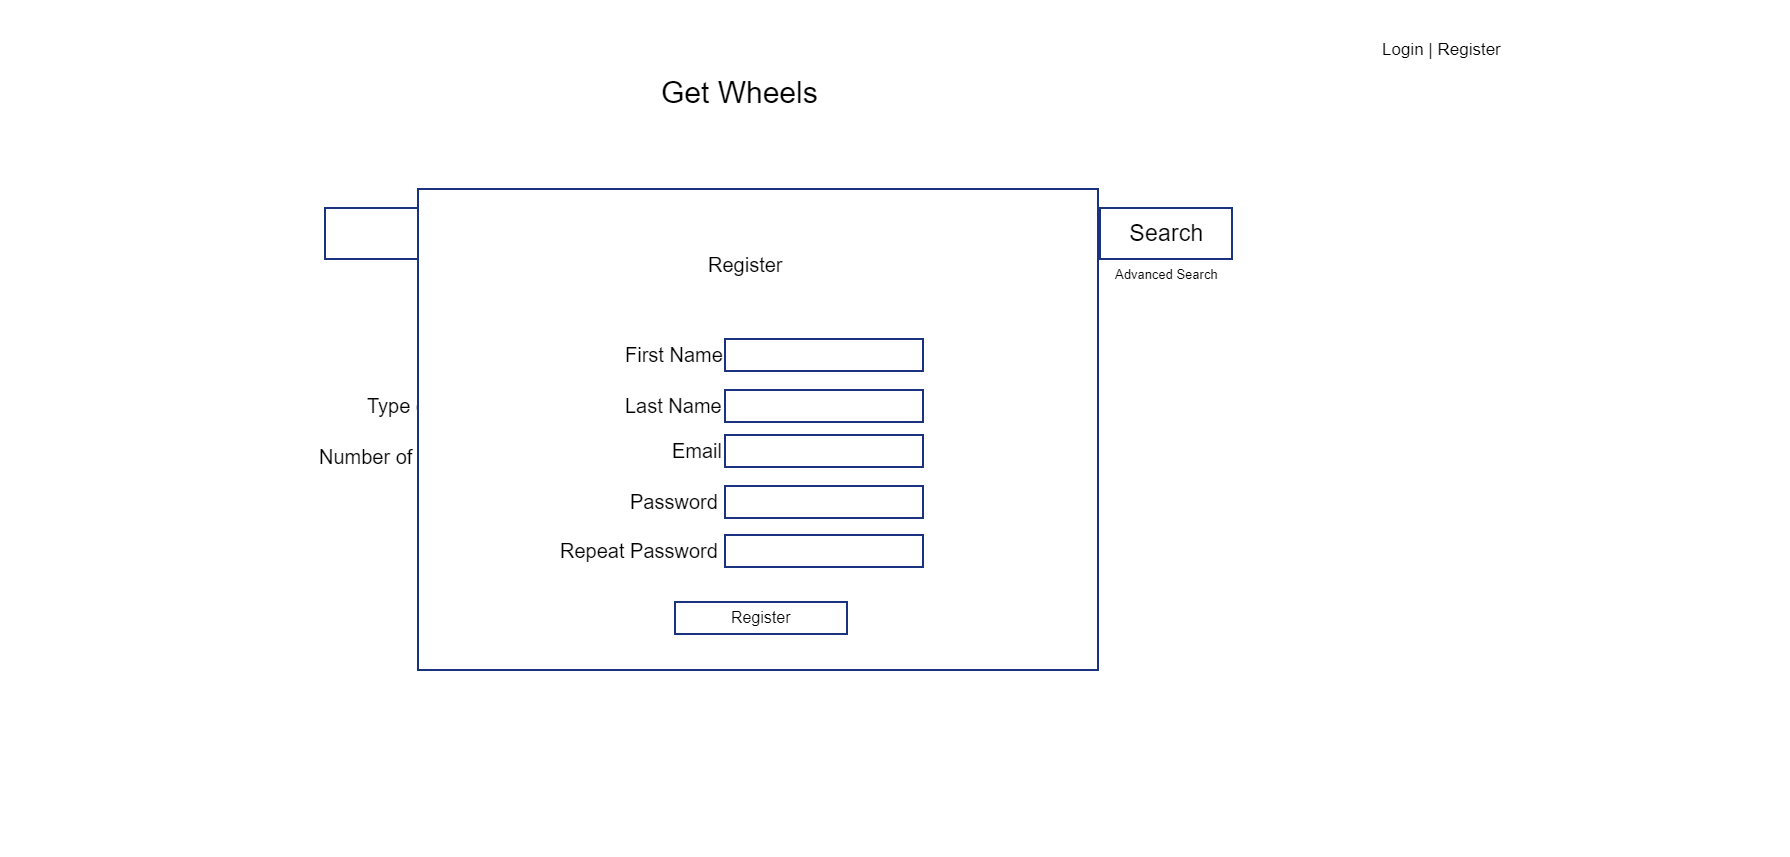 Login | Register
Get Wheels
Search
Advanced Search
Register
First Name
Type
Last Name
Number of
Email
Password
Repeat Password
Register